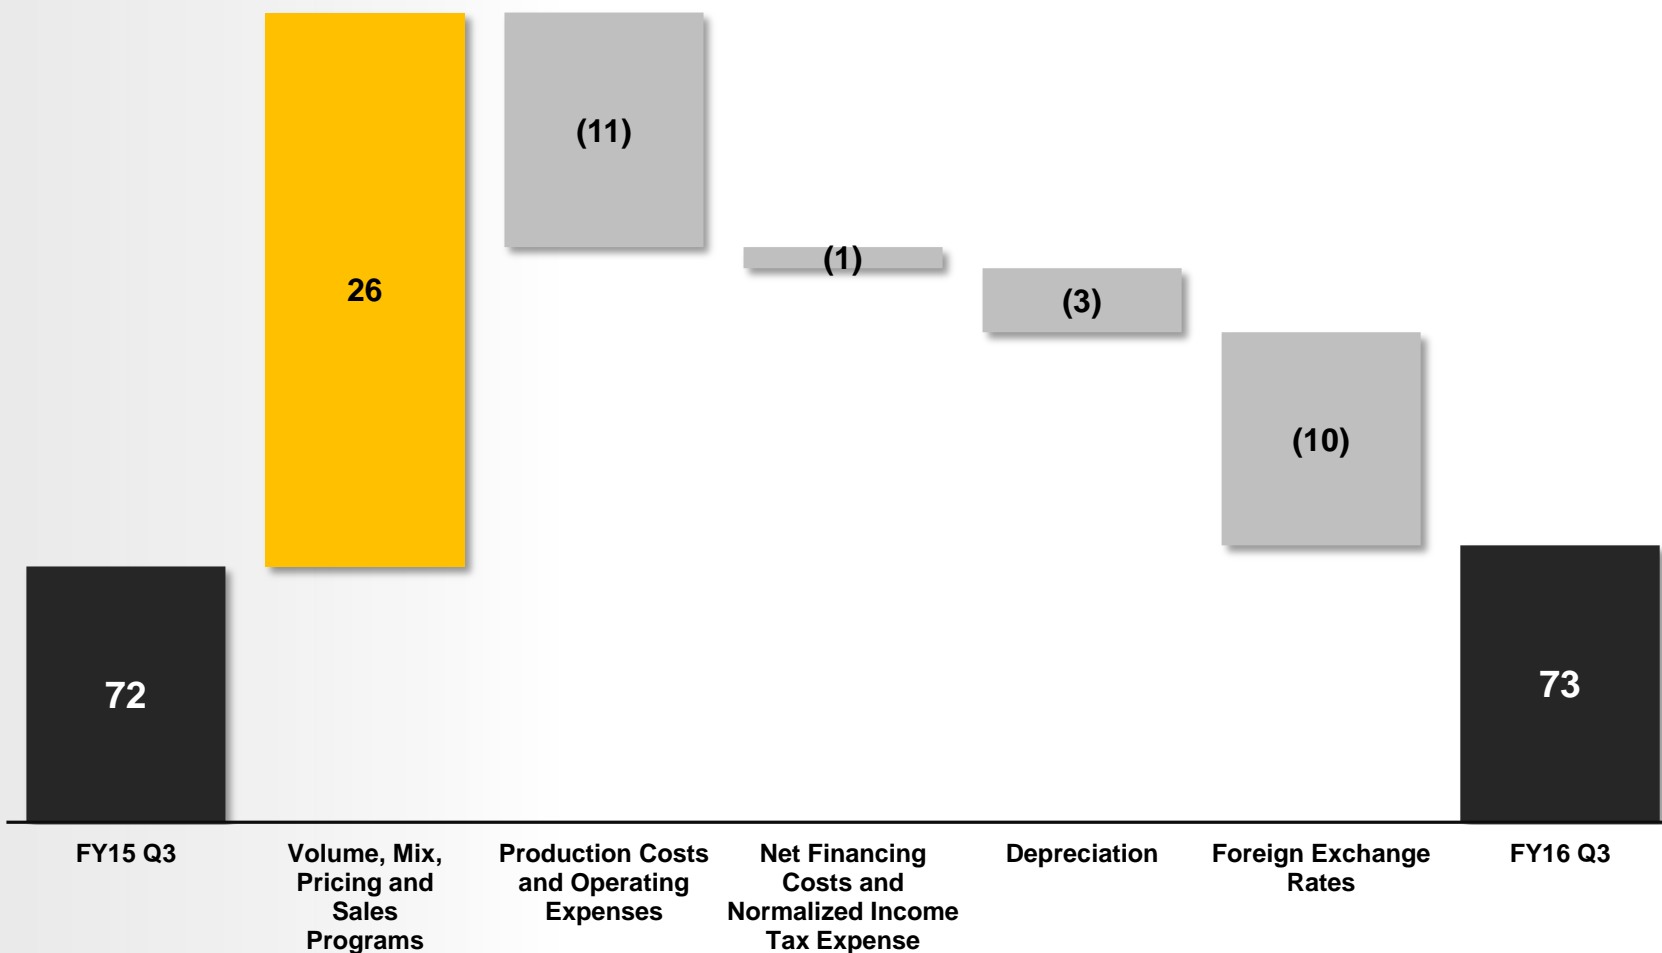 (11)
(1)
26
(3)
(10)
72
73
FY15 Q3
Volume, Mix,
Pricing and
Sales
Programs
Production Costs
and Operating
Expenses
Net Financing
Costs and
Normalized Income
Tax Expense
Depreciation
Foreign Exchange
Rates
FY16 Q3